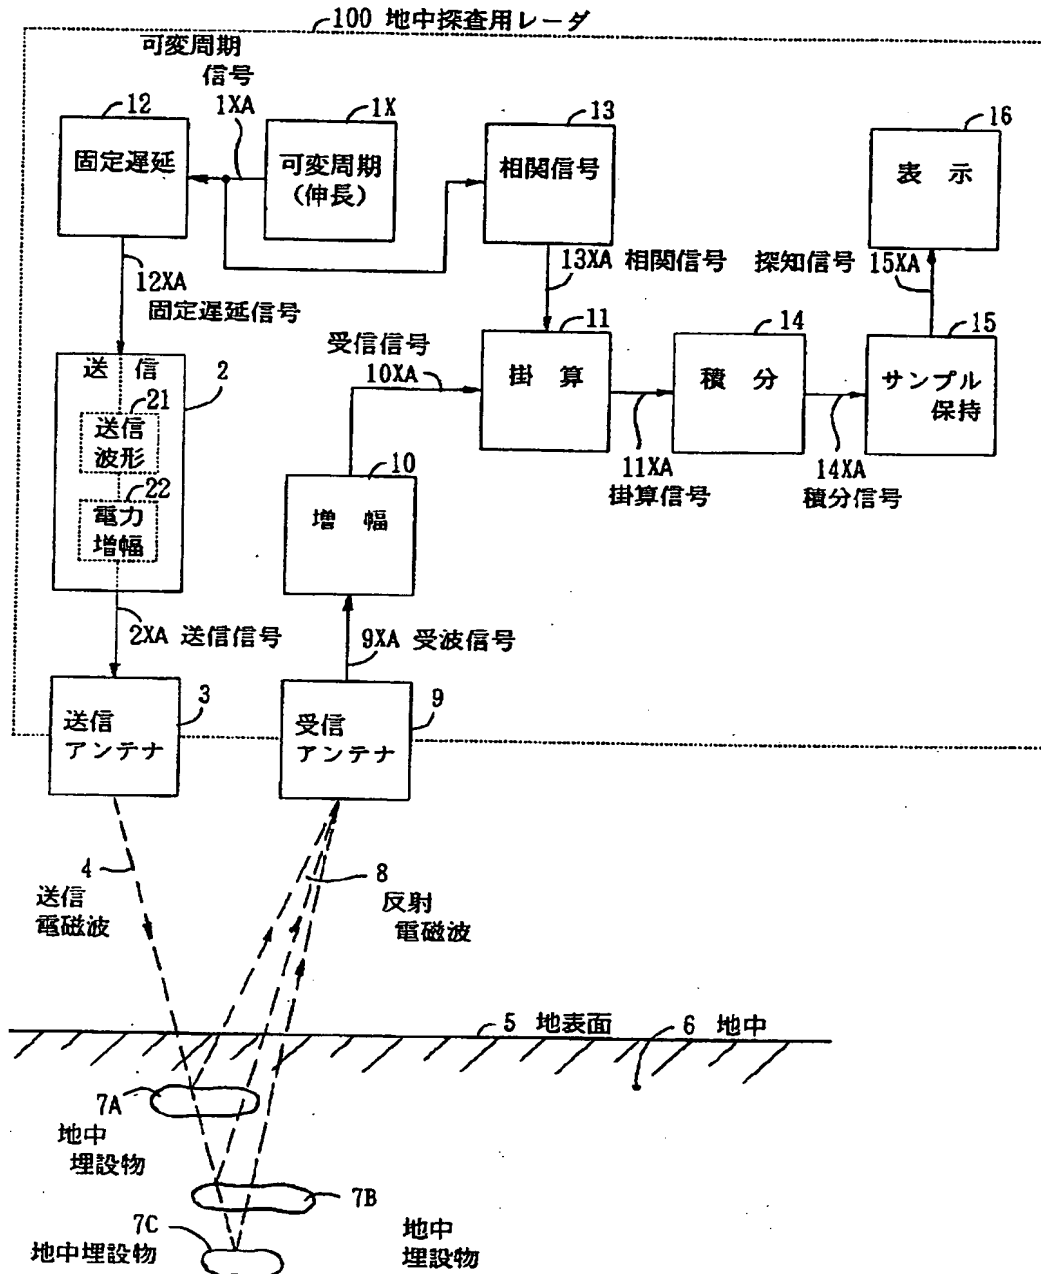 100 地中探査用レーダ
可変周期
信号
1XA
12
固定遅延
1X
可変周期
(伸長)
13
相関信号
16
表 示
12XA
固定遅延信号
13XA 相関信号
探知信号 15XA
受信信号
10XA
11
掛 算
14
積 分
15
サンプル
保持
送 信
2
21
送信
波形
22
電力
増幅
10
増 幅
11XA
掛算信号
14XA
積分信号
2XA 送信信号
9XA 受波信号
3
送信
アンテナ
9
受信
アンテナ
4
送信
電磁波
8
反射
電磁波
5 地表面
6 地中
7A
地中
埋設物
7B
地中
埋設物
7C
地中埋設物